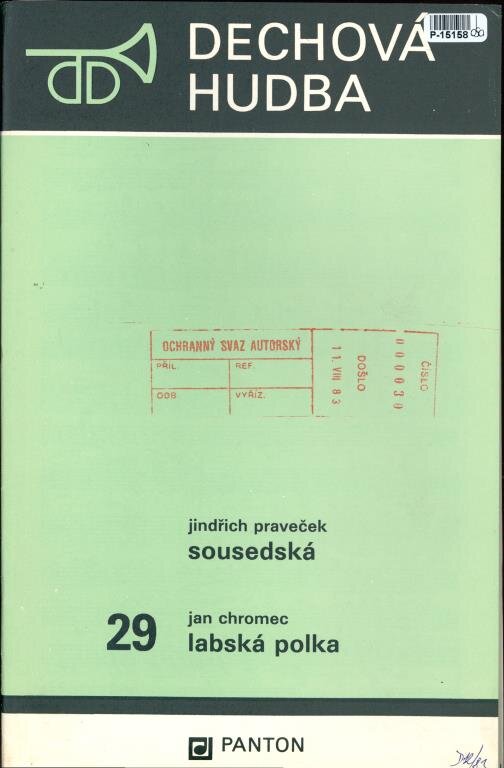 DECHOVÁ
HUDBA
P-15158
OCHRANNÝ SVAZ AUTORSKÝ
PŘÍL.
REF.
ODB.
VYŘÍZ.
11. VIII 83
DOŠLO
000030
ČÍSLO
jindřich praveček
sousedská
29
jan chromec
labská polka
PANTON